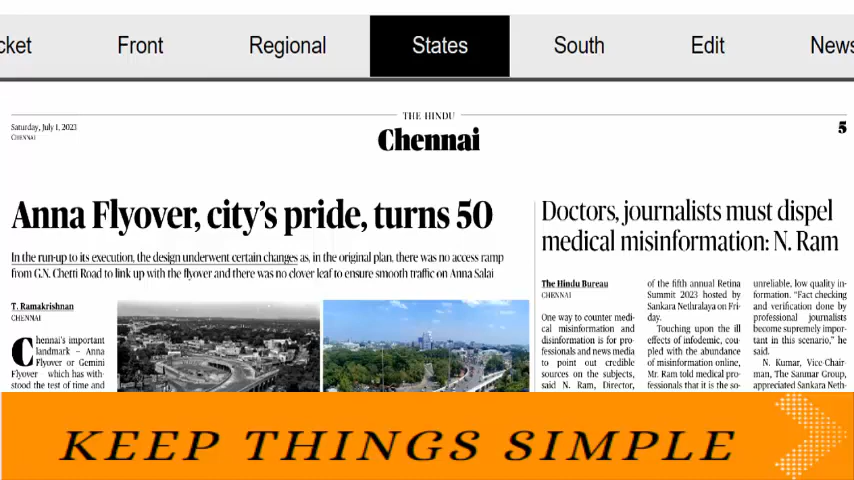 cket Front Regional States South Edit News
THE HINDU
Saturday, July 1, 2023
CHENNAI
Chennai
5
Anna Flyover, city's pride, turns 50
In the run-up to its execution, the design underwent certain changes as, in the original plan, there was no access ramp
from G.N. Chetti Road to link up with the flyover and there was no clover leaf to ensure smooth traffic on Anna Salai
T. Ramakrishnan
CHENNAI
Chennai's important
landmark – Anna
Flyover or Gemini
Flyover which has with-
stood the test of time and
Doctors, journalists must dispel
medical misinformation: N. Ram
The Hindu Bureau
CHENNAI
One way to counter medi-
cal misinformation and
disinformation is for pro-
fessionals and news media
to point out credible
sources on the subjects,
said N. Ram, Director,
of the fifth annual Retina
Summit 2023 hosted by
Sankara Nethralaya on Fri-
day.
Touching upon the ill
effects of infodemic, cou-
pled with the abundance
of misinformation online,
Mr. Ram told medical pro-
fessionals that it is the so-
unreliable, low quality in-
formation. "Fact checking
and verification done by
professional journalists
become supremely impor-
tant in this scenario," he
said.
N. Kumar, Vice-Chair-
man, The Sanmar Group,
appreciated Sankara Neth-
KEEP THINGS SIMPLE